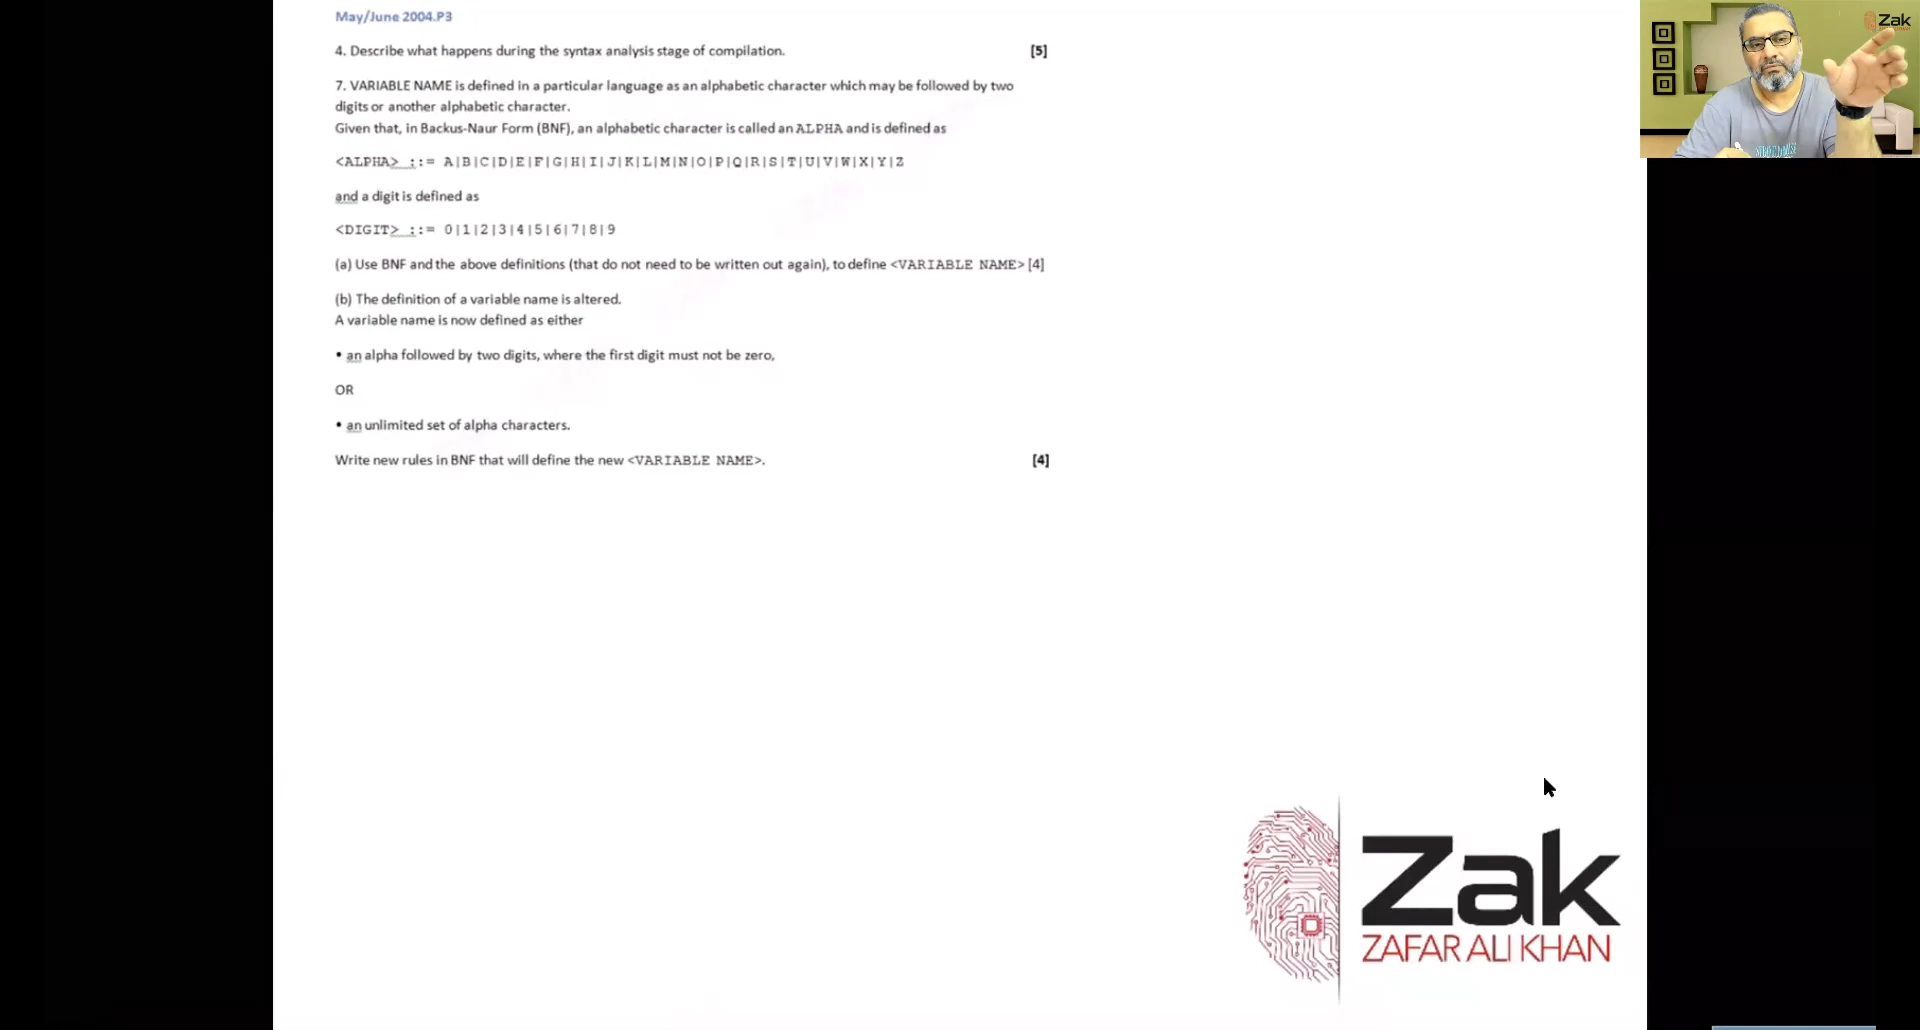 May/June 2004.P3
4. Describe what happens during the syntax analysis stage of compilation. [5]
7. VARIABLE NAME is defined in a particular language as an alphabetic character which may be followed by two
digits or another alphabetic character.
Given that, in Backus-Naur Form (BNF), an alphabetic character is called an ALPHA and is defined as
<ALPHA> ::= A|B|C|D|E|F|G|H|I|J|K|L|M|N|O|P|Q|R|S|T|U|V|W|X|Y|Z
and a digit is defined as
<DIGIT> ::= 0|1|2|3|4|5|6|7|8|9
(a) Use BNF and the above definitions (that do not need to be written out again), to define <VARIABLE NAME> [4]
(b) The definition of a variable name is altered.
A variable name is now defined as either
• an alpha followed by two digits, where the first digit must not be zero,
OR
• an unlimited set of alpha characters.
Write new rules in BNF that will define the new <VARIABLE NAME>. [4]
Zak
Zak
ZAFAR ALI KHAN